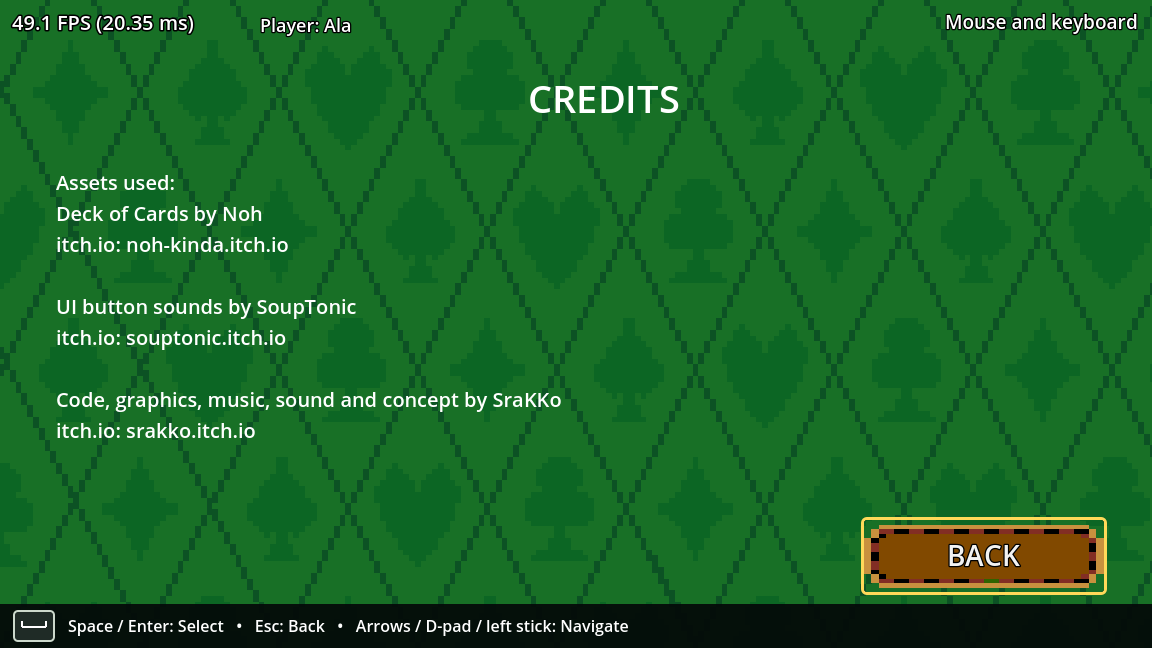 49.1 FPS (20.35 ms)
Player: Ala
Mouse and keyboard
CREDITS
Assets used:
Deck of Cards by Noh
itch.io: noh-kinda.itch.io
UI button sounds by SoupTonic
itch.io: souptonic.itch.io
Code, graphics, music, sound and concept by SraKKo
itch.io: srakko.itch.io
BACK
Space / Enter: Select • Esc: Back • Arrows / D-pad / left stick: Navigate